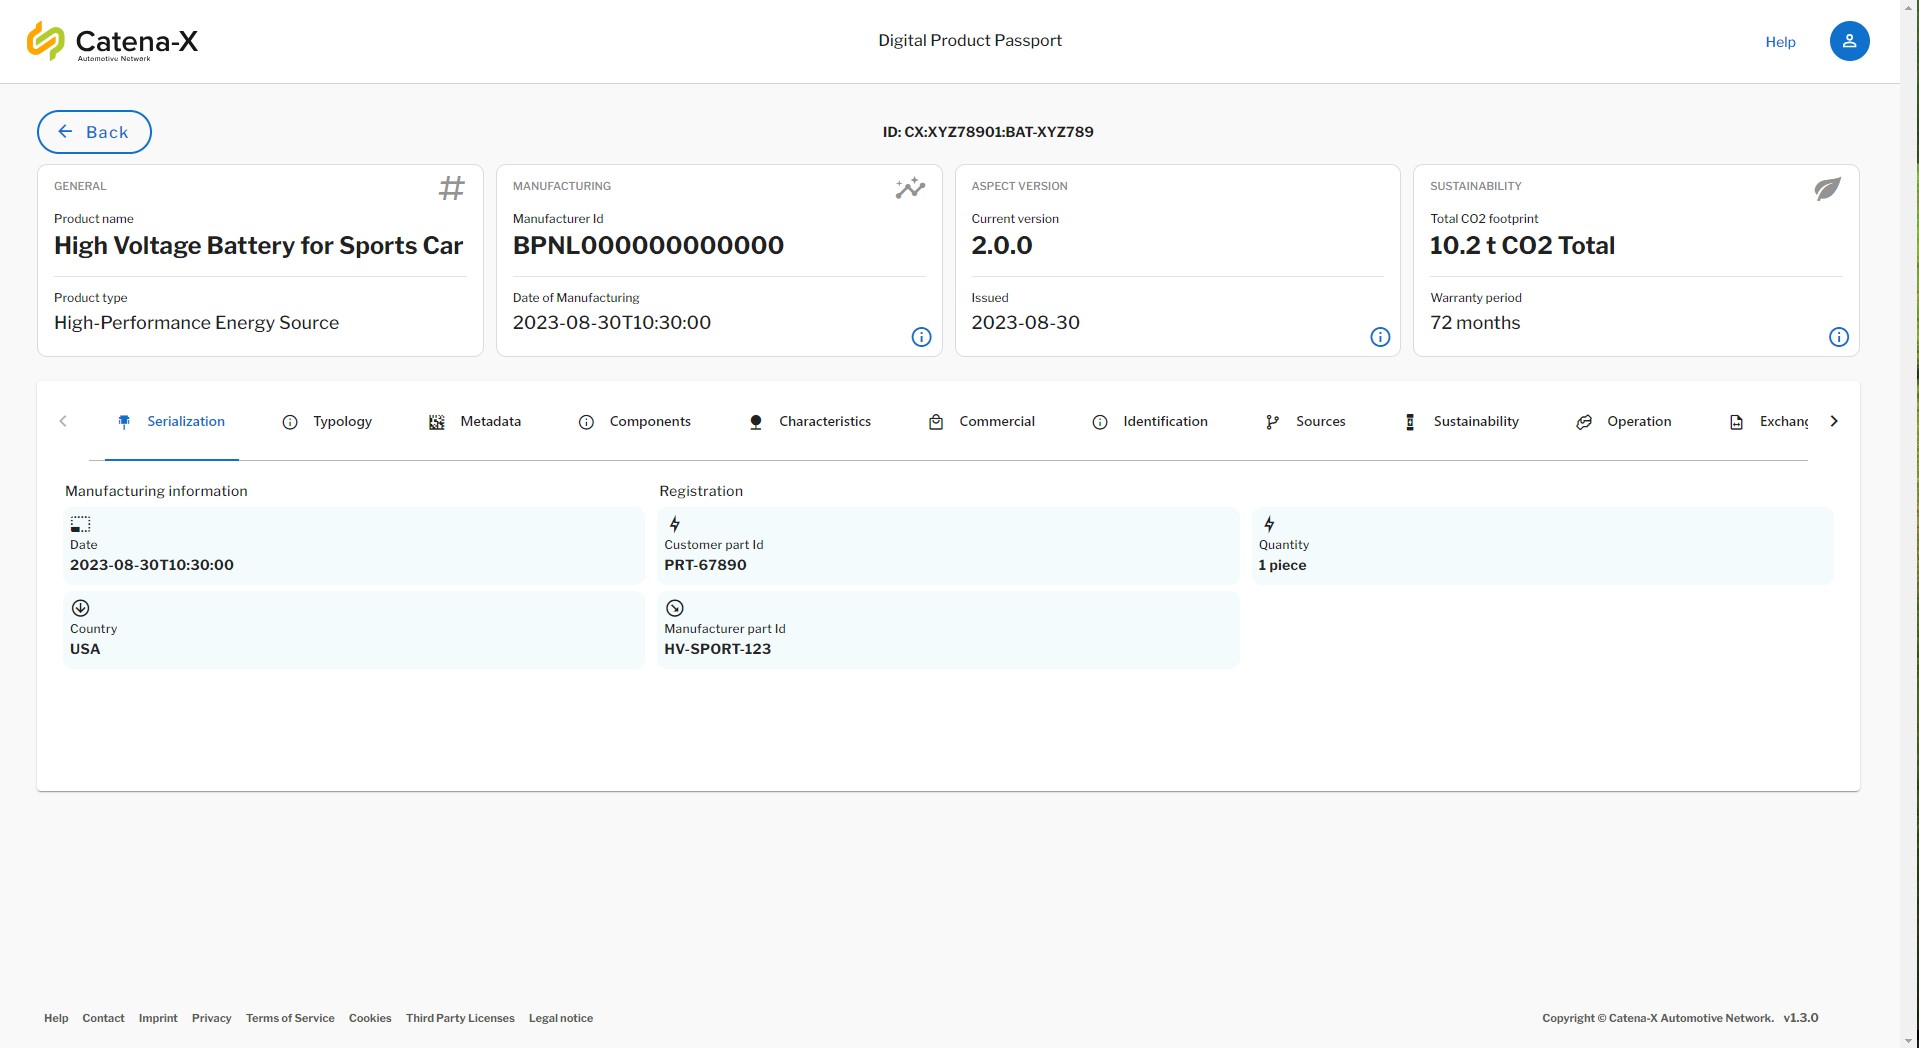 Catena-X
Automotive Network
Digital Product Passport
Help
Back
ID: CX:XYZ78901:BAT-XYZ789
GENERAL
Product name
High Voltage Battery for Sports Car
Product type
High-Performance Energy Source
MANUFACTURING
Manufacturer Id
BPNL000000000000
Date of Manufacturing
2023-08-30T10:30:00
ASPECT VERSION
Current version
2.0.0
Issued
2023-08-30
SUSTAINABILITY
Total CO2 footprint
10.2 t CO2 Total
Warranty period
72 months
Serialization
Typology
Metadata
Components
Characteristics
Commercial
Identification
Sources
Sustainability
Operation
Exchang
Manufacturing information
Date
2023-08-30T10:30:00
Country
USA
Registration
Customer part Id
PRT-67890
Manufacturer part Id
HV-SPORT-123
Quantity
1 piece
Help Contact Imprint Privacy Terms of Service Cookies Third Party Licenses Legal notice
Copyright © Catena-X Automotive Network. v1.3.0